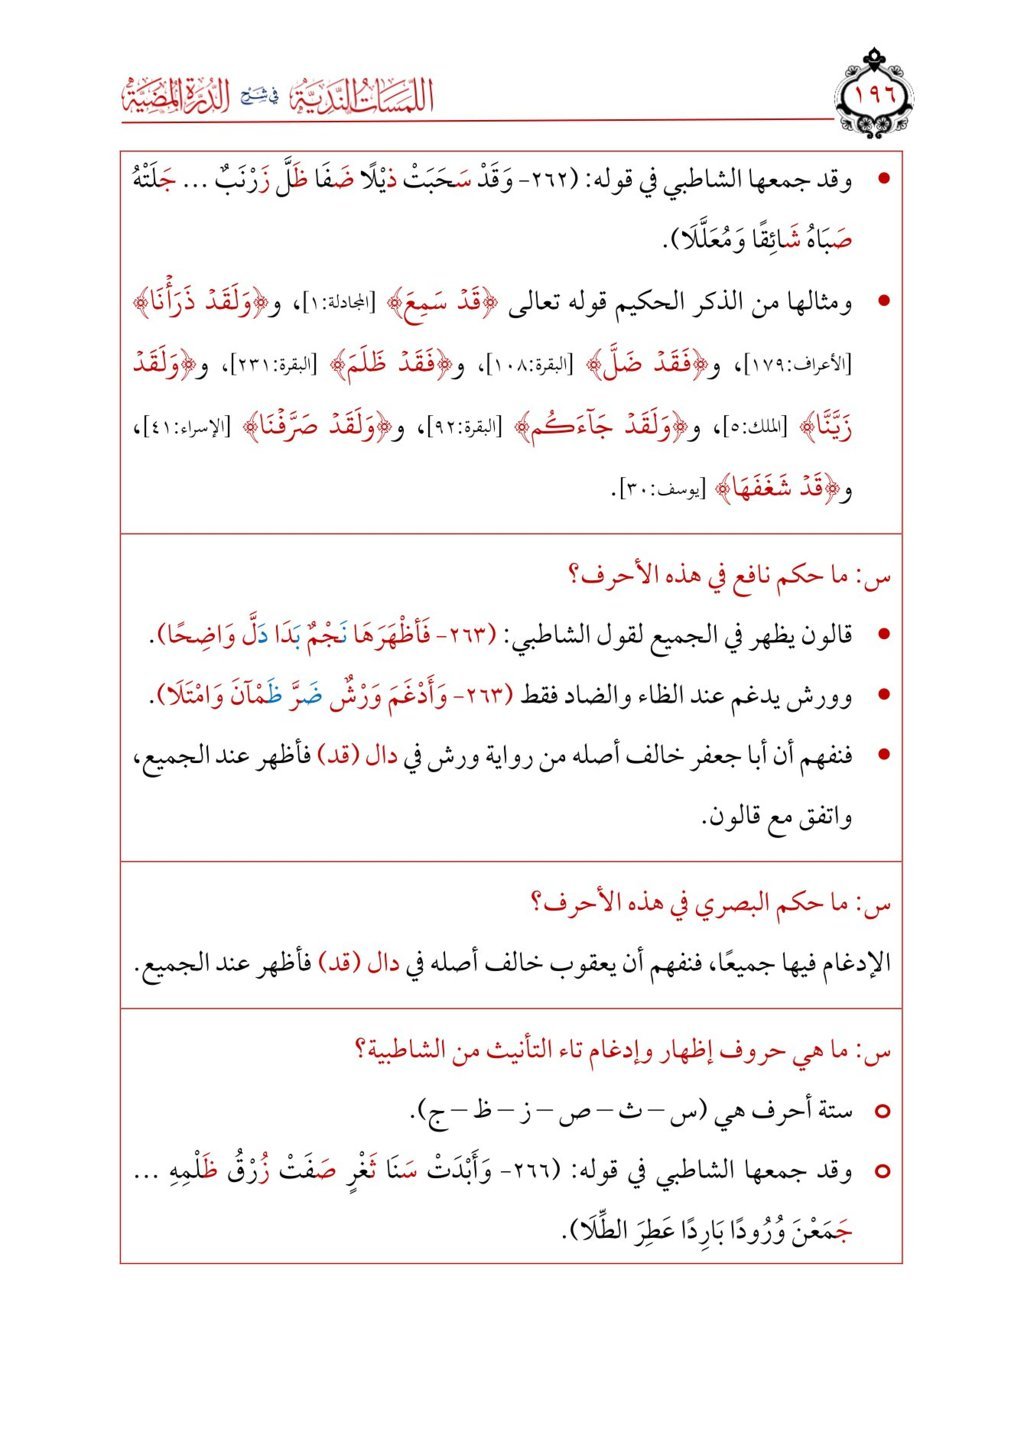 ١٩٦
اللمسات الندية في شرح الدرة المضية
• وقد جمعها الشاطبي في قوله: (٢٦٢- وَقَدْ سَحَبَتْ ذَيْلًا ضَفَا ظَلَّ زَرْنَبٌ ... جَلَتْهُ
صَبَاهُ شَائِقًا وَمُعَلَّلَا).
• ومثالها من الذكر الحكيم قوله تعالى ﴿قَدۡ سَمِعَ﴾ [المجادلة:١]، و﴿وَلَقَدۡ ذَرَأۡنَا﴾
[الأعراف:١٧٩]، و﴿فَقَدۡ ضَلَّ﴾ [البقرة:١٠٨]، و﴿فَقَدۡ ظَلَمَ﴾ [البقرة:٢٣١]، و﴿وَلَقَدۡ
زَيَّنَّا﴾ [الملك:٥]، و﴿وَلَقَدۡ جَآءَكُم﴾ [البقرة:٩٢]، و﴿وَلَقَدۡ صَرَّفۡنَا﴾ [الإسراء:٤١]،
و﴿قَدۡ شَغَفَهَا﴾ [يوسف:٣٠].
س: ما حكم نافع في هذه الأحرف؟
• قالون يظهر في الجميع لقول الشاطبي: (٢٦٣- فَأظْهَرَهَا نَجْمٌ بَدَا دَلَّ وَاضِحًا).
• وورش يدغم عند الظاء والضاد فقط (٢٦٣- وَأَدْغَمَ وَرْشٌ ضَرَّ ظَمْآنَ وَامْتَلَا).
• فنفهم أن أبا جعفر خالف أصله من رواية ورش في دال (قد) فأظهر عند الجميع،
واتفق مع قالون.
س: ما حكم البصري في هذه الأحرف؟
الإدغام فيها جميعًا، فنفهم أن يعقوب خالف أصله في دال (قد) فأظهر عند الجميع.
س: ما هي حروف إظهار وإدغام تاء التأنيث من الشاطبية؟
○ ستة أحرف هي (س – ث – ص – ز – ظ – ج).
○ وقد جمعها الشاطبي في قوله: (٢٦٦- وَأَبْدَتْ سَنَا ثَغْرٍ صَفَتْ زُرْقُ ظَلْمِهِ ...
جَمَعْنَ وُرُودًا بَارِدًا عَطِرَ الطِّلَا).